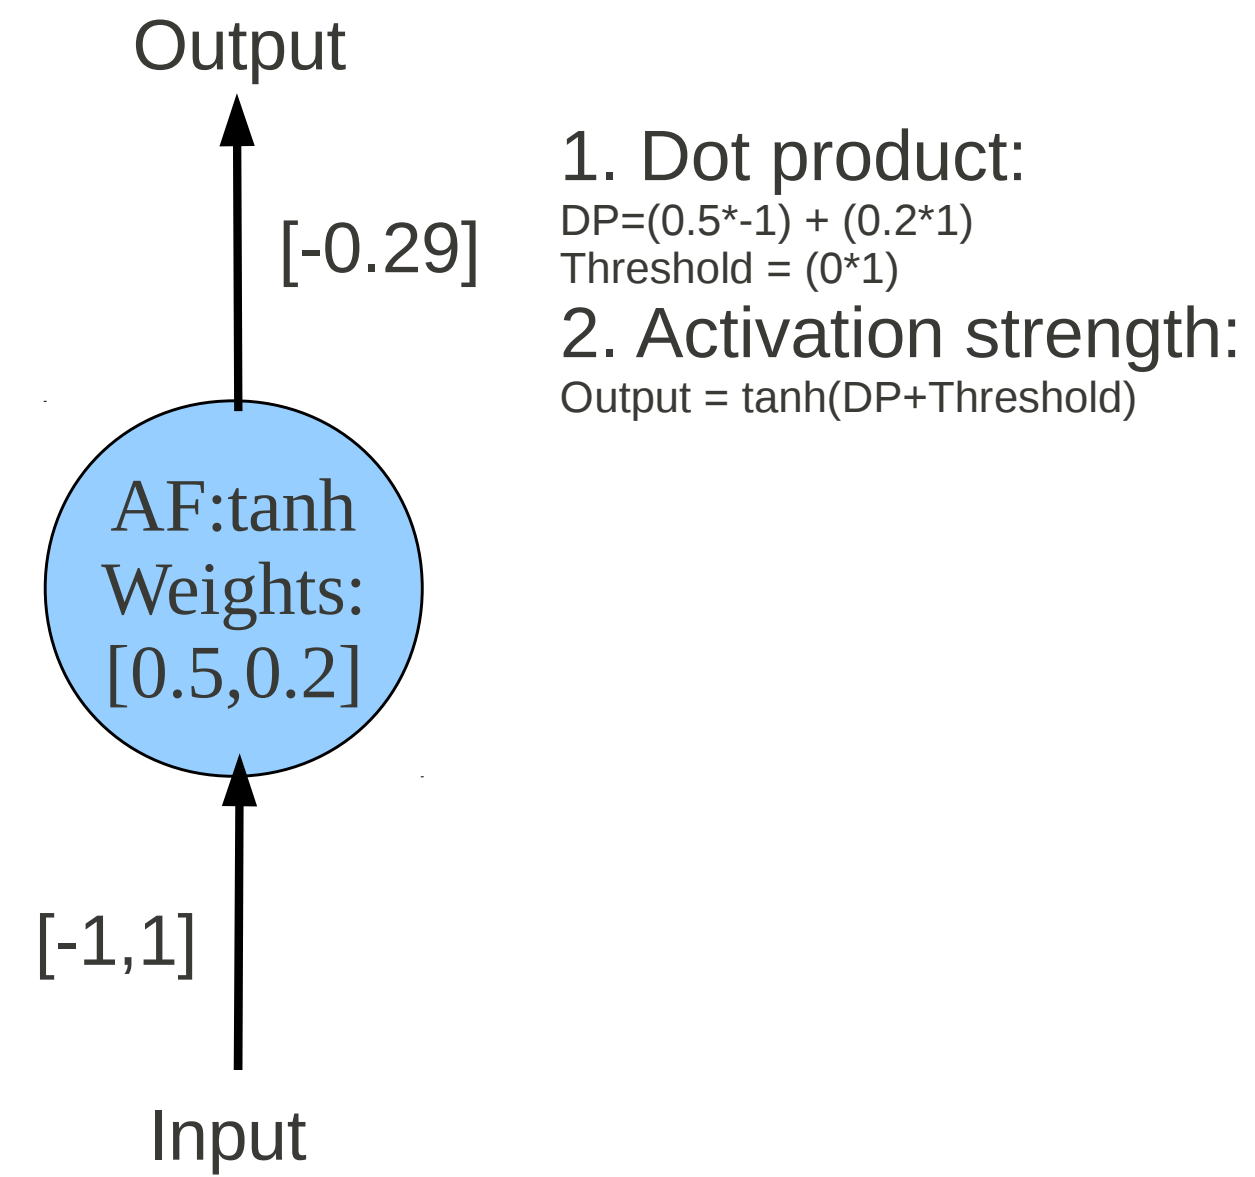 Output
[-0.29]
1. Dot product:
DP=(0.5*-1) + (0.2*1)
Threshold = (0*1)
2. Activation strength:
Output = tanh(DP+Threshold)
AF:tanh
Weights:
[0.5,0.2]
[-1,1]
Input